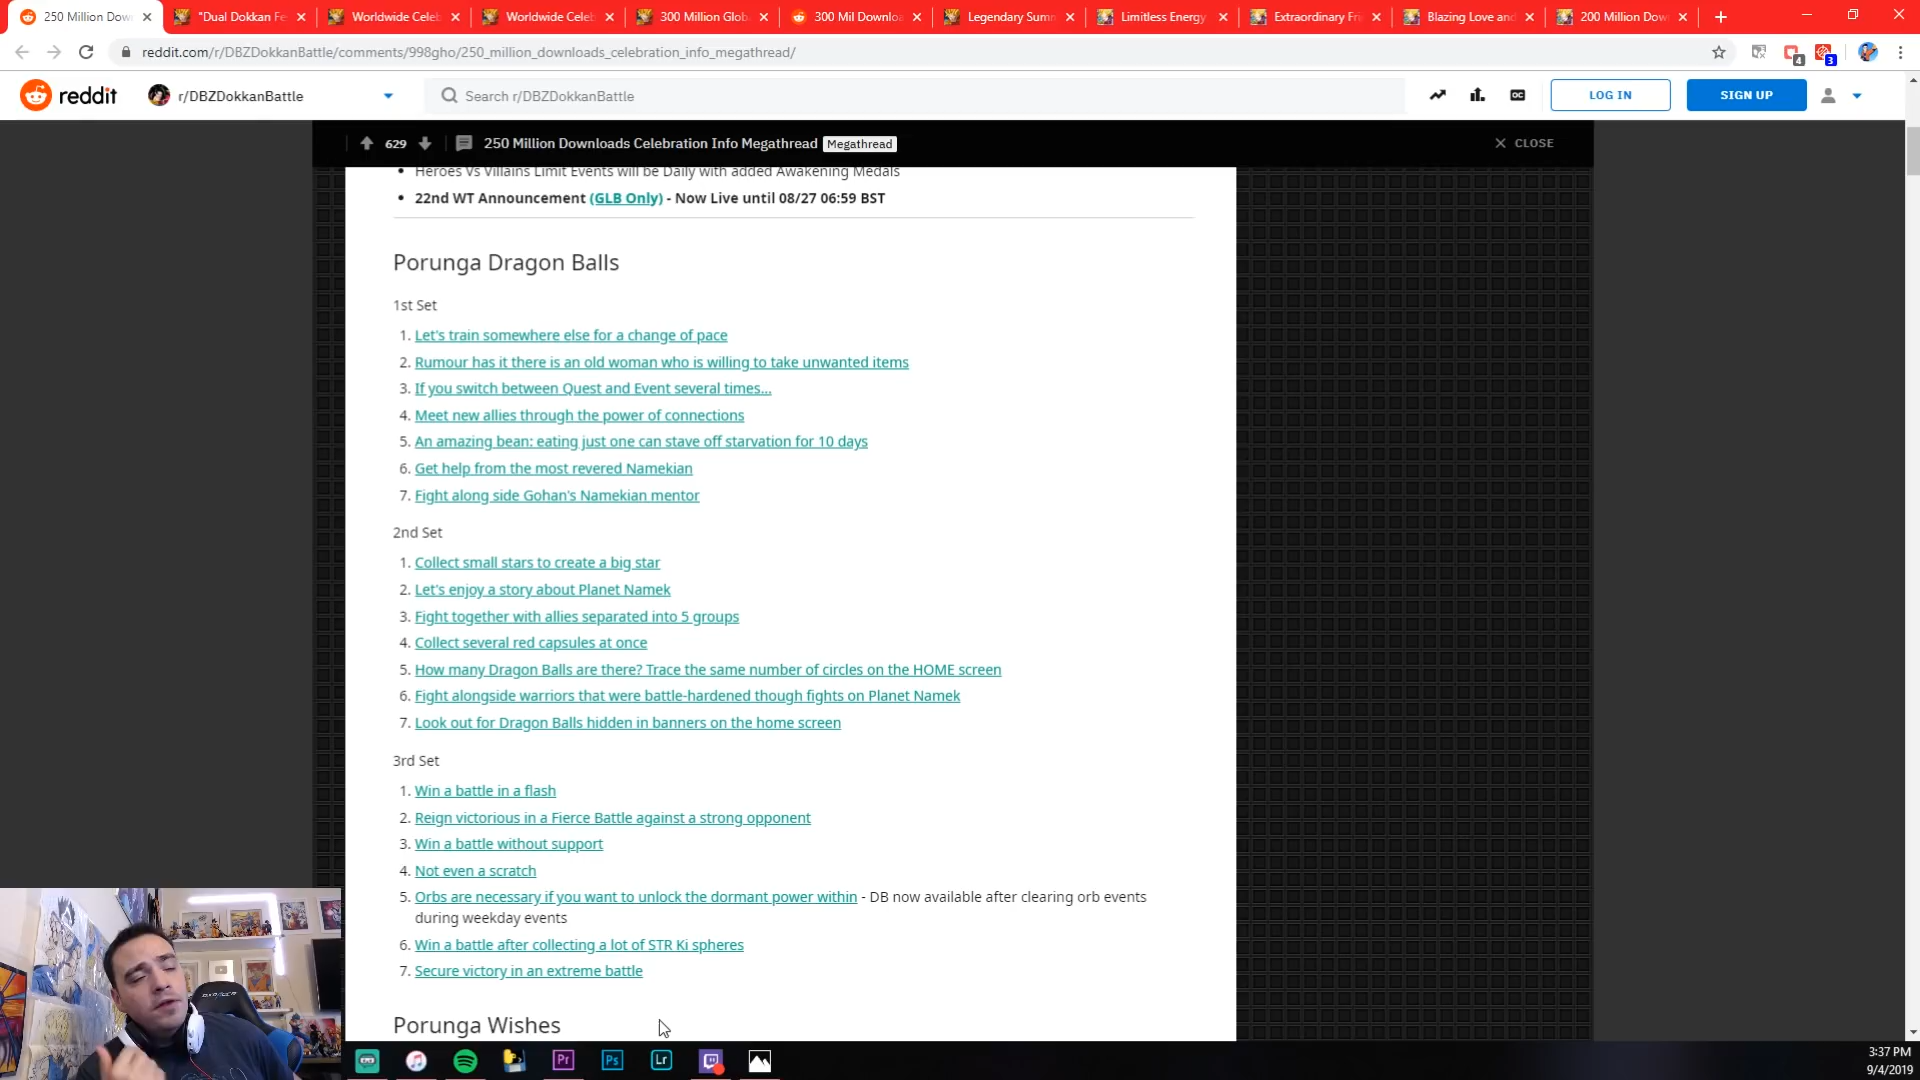 250 Million Dow
"Dual Dokkan Fe
Worldwide Celeb
Worldwide Celeb
300 Million Glob
300 Mil Downloa
Legendary Summ
Limitless Energy
Extraordinary Fri
Blazing Love and
200 Million Dow
reddit.com/r/DBZDokkanBattle/comments/998gho/250_million_downloads_celebration_info_megathread/
4
3
reddit
r/DBZDokkanBattle
Search r/DBZDokkanBattle
LOG IN
SIGN UP
629
250 Million Downloads Celebration Info Megathread
Megathread
CLOSE
• Heroes Vs Villains Limit Events will be Daily with added Awakening Medals
• 22nd WT Announcement (GLB Only) - Now Live until 08/27 06:59 BST
Porunga Dragon Balls
1st Set
1. Let's train somewhere else for a change of pace
2. Rumour has it there is an old woman who is willing to take unwanted items
3. If you switch between Quest and Event several times...
4. Meet new allies through the power of connections
5. An amazing bean: eating just one can stave off starvation for 10 days
6. Get help from the most revered Namekian
7. Fight along side Gohan's Namekian mentor
2nd Set
1. Collect small stars to create a big star
2. Let's enjoy a story about Planet Namek
3. Fight together with allies separated into 5 groups
4. Collect several red capsules at once
5. How many Dragon Balls are there? Trace the same number of circles on the HOME screen
6. Fight alongside warriors that were battle-hardened though fights on Planet Namek
7. Look out for Dragon Balls hidden in banners on the home screen
3rd Set
1. Win a battle in a flash
2. Reign victorious in a Fierce Battle against a strong opponent
3. Win a battle without support
4. Not even a scratch
5. Orbs are necessary if you want to unlock the dormant power within - DB now available after clearing orb events
during weekday events
6. Win a battle after collecting a lot of STR Ki spheres
7. Secure victory in an extreme battle
Porunga Wishes
Pr
Ps
Lr
3:37 PM
9/4/2019